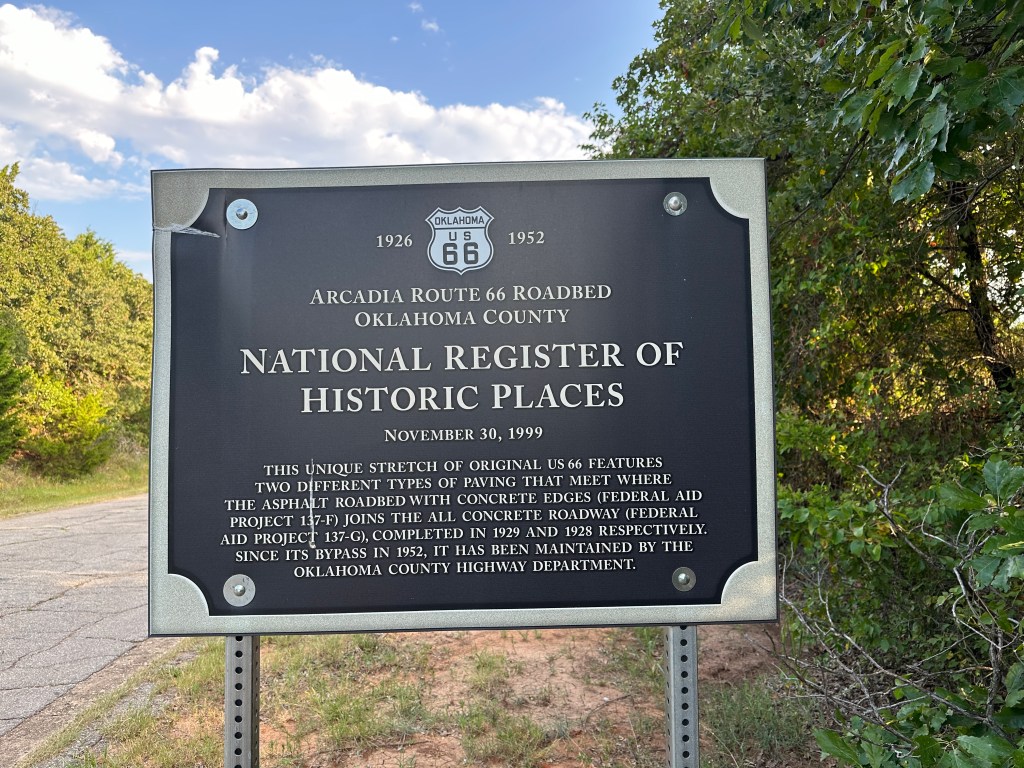 OKLAHOMA
1926 U S 1952
66
ARCADIA ROUTE 66 ROADBED
OKLAHOMA COUNTY
NATIONAL REGISTER OF
HISTORIC PLACES
NOVEMBER 30, 1999
THIS UNIQUE STRETCH OF ORIGINAL US 66 FEATURES
TWO DIFFERENT TYPES OF PAVING THAT MEET WHERE
THE ASPHALT ROADBED WITH CONCRETE EDGES (FEDERAL AID
PROJECT 137-F) JOINS THE ALL CONCRETE ROADWAY (FEDERAL
AID PROJECT 137-G), COMPLETED IN 1929 AND 1928 RESPECTIVELY.
SINCE ITS BYPASS IN 1952, IT HAS BEEN MAINTAINED BY THE
OKLAHOMA COUNTY HIGHWAY DEPARTMENT.